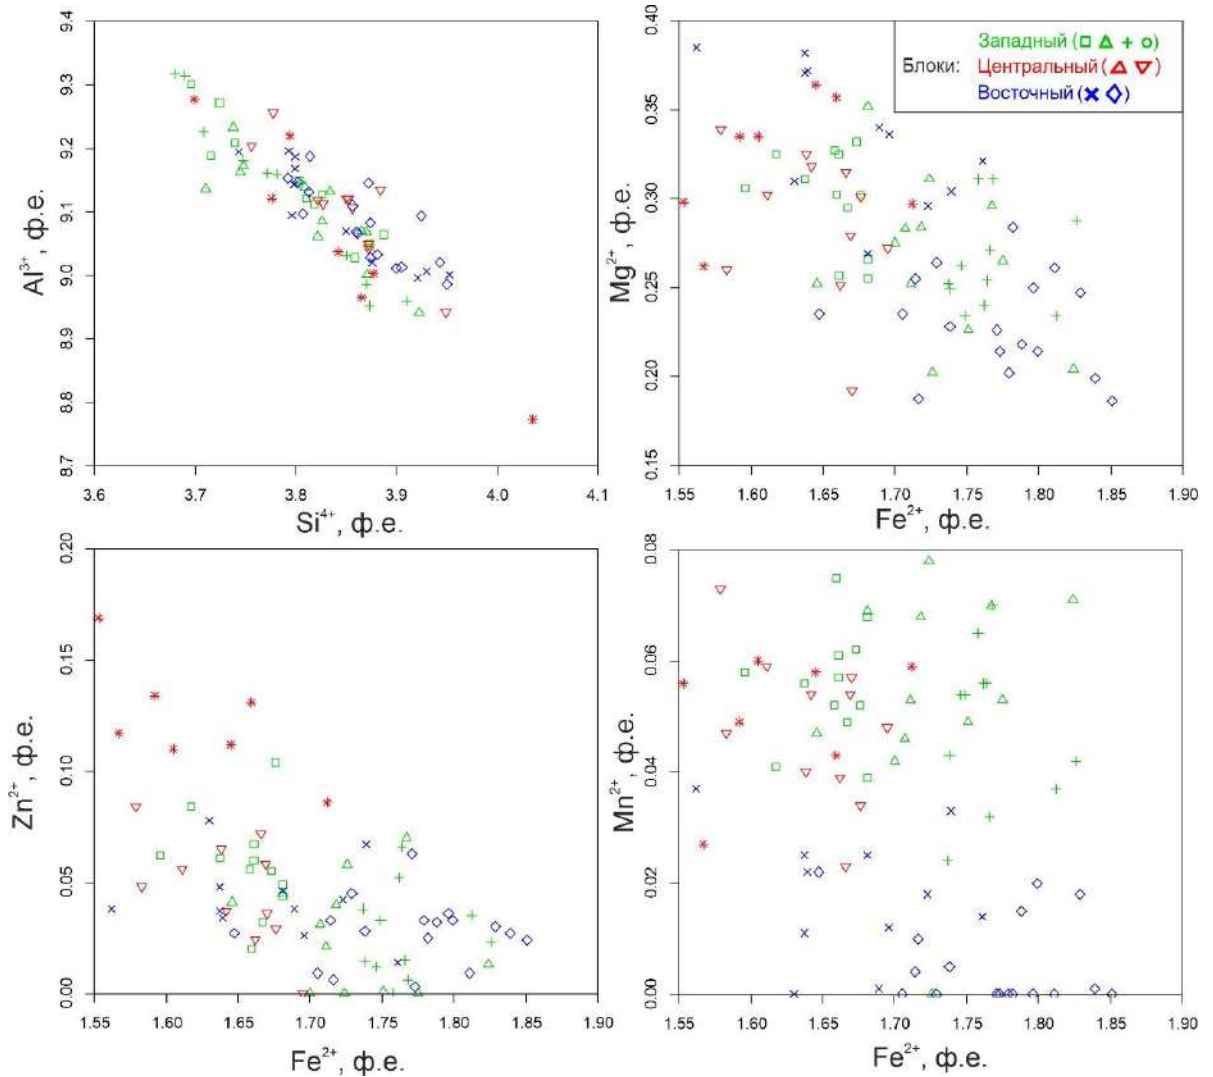 Западный (□ △ + ○)
Блоки: Центральный (△ ▽)
Восточный (× ◇)
Al³⁺, ф.е.
9.4
9.3
9.2
9.1
9.0
8.9
8.8
8.7
3.6 3.7 3.8 3.9 4.0 4.1
Si⁴⁺, ф.е.
Mg²⁺, ф.е.
0.40
0.35
0.30
0.25
0.20
0.15
1.55 1.60 1.65 1.70 1.75 1.80 1.85 1.90
Fe²⁺, ф.е.
Zn²⁺, ф.е.
0.20
0.15
0.10
0.05
0.00
1.55 1.60 1.65 1.70 1.75 1.80 1.85 1.90
Fe²⁺, ф.е.
Mn²⁺, ф.е.
0.08
0.06
0.04
0.02
0.00
1.55 1.60 1.65 1.70 1.75 1.80 1.85 1.90
Fe²⁺, ф.е.